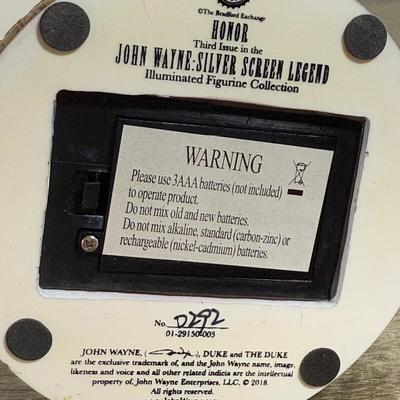 ©The Bradford Exchange
HONOR
Third Issue in the
JOHN WAYNE: SILVER SCREEN LEGEND
Illuminated Figurine Collection
WARNING
Please use 3AAA batteries (not included)
to operate product.
Do not mix old and new batteries.
Do not mix alkaline, standard (carbon-zinc) or
rechargeable (nickel-cadmium) batteries.
No. D292
01-29150-003
JOHN WAYNE, ( ), DUKE and THE DUKE
are the exclusive trademark of, and the John Wayne name, image,
likeness and voice and all other related indicia are the intellectual
property of, John Wayne Enterprises, LLC, © 2018.
All rights reserved.